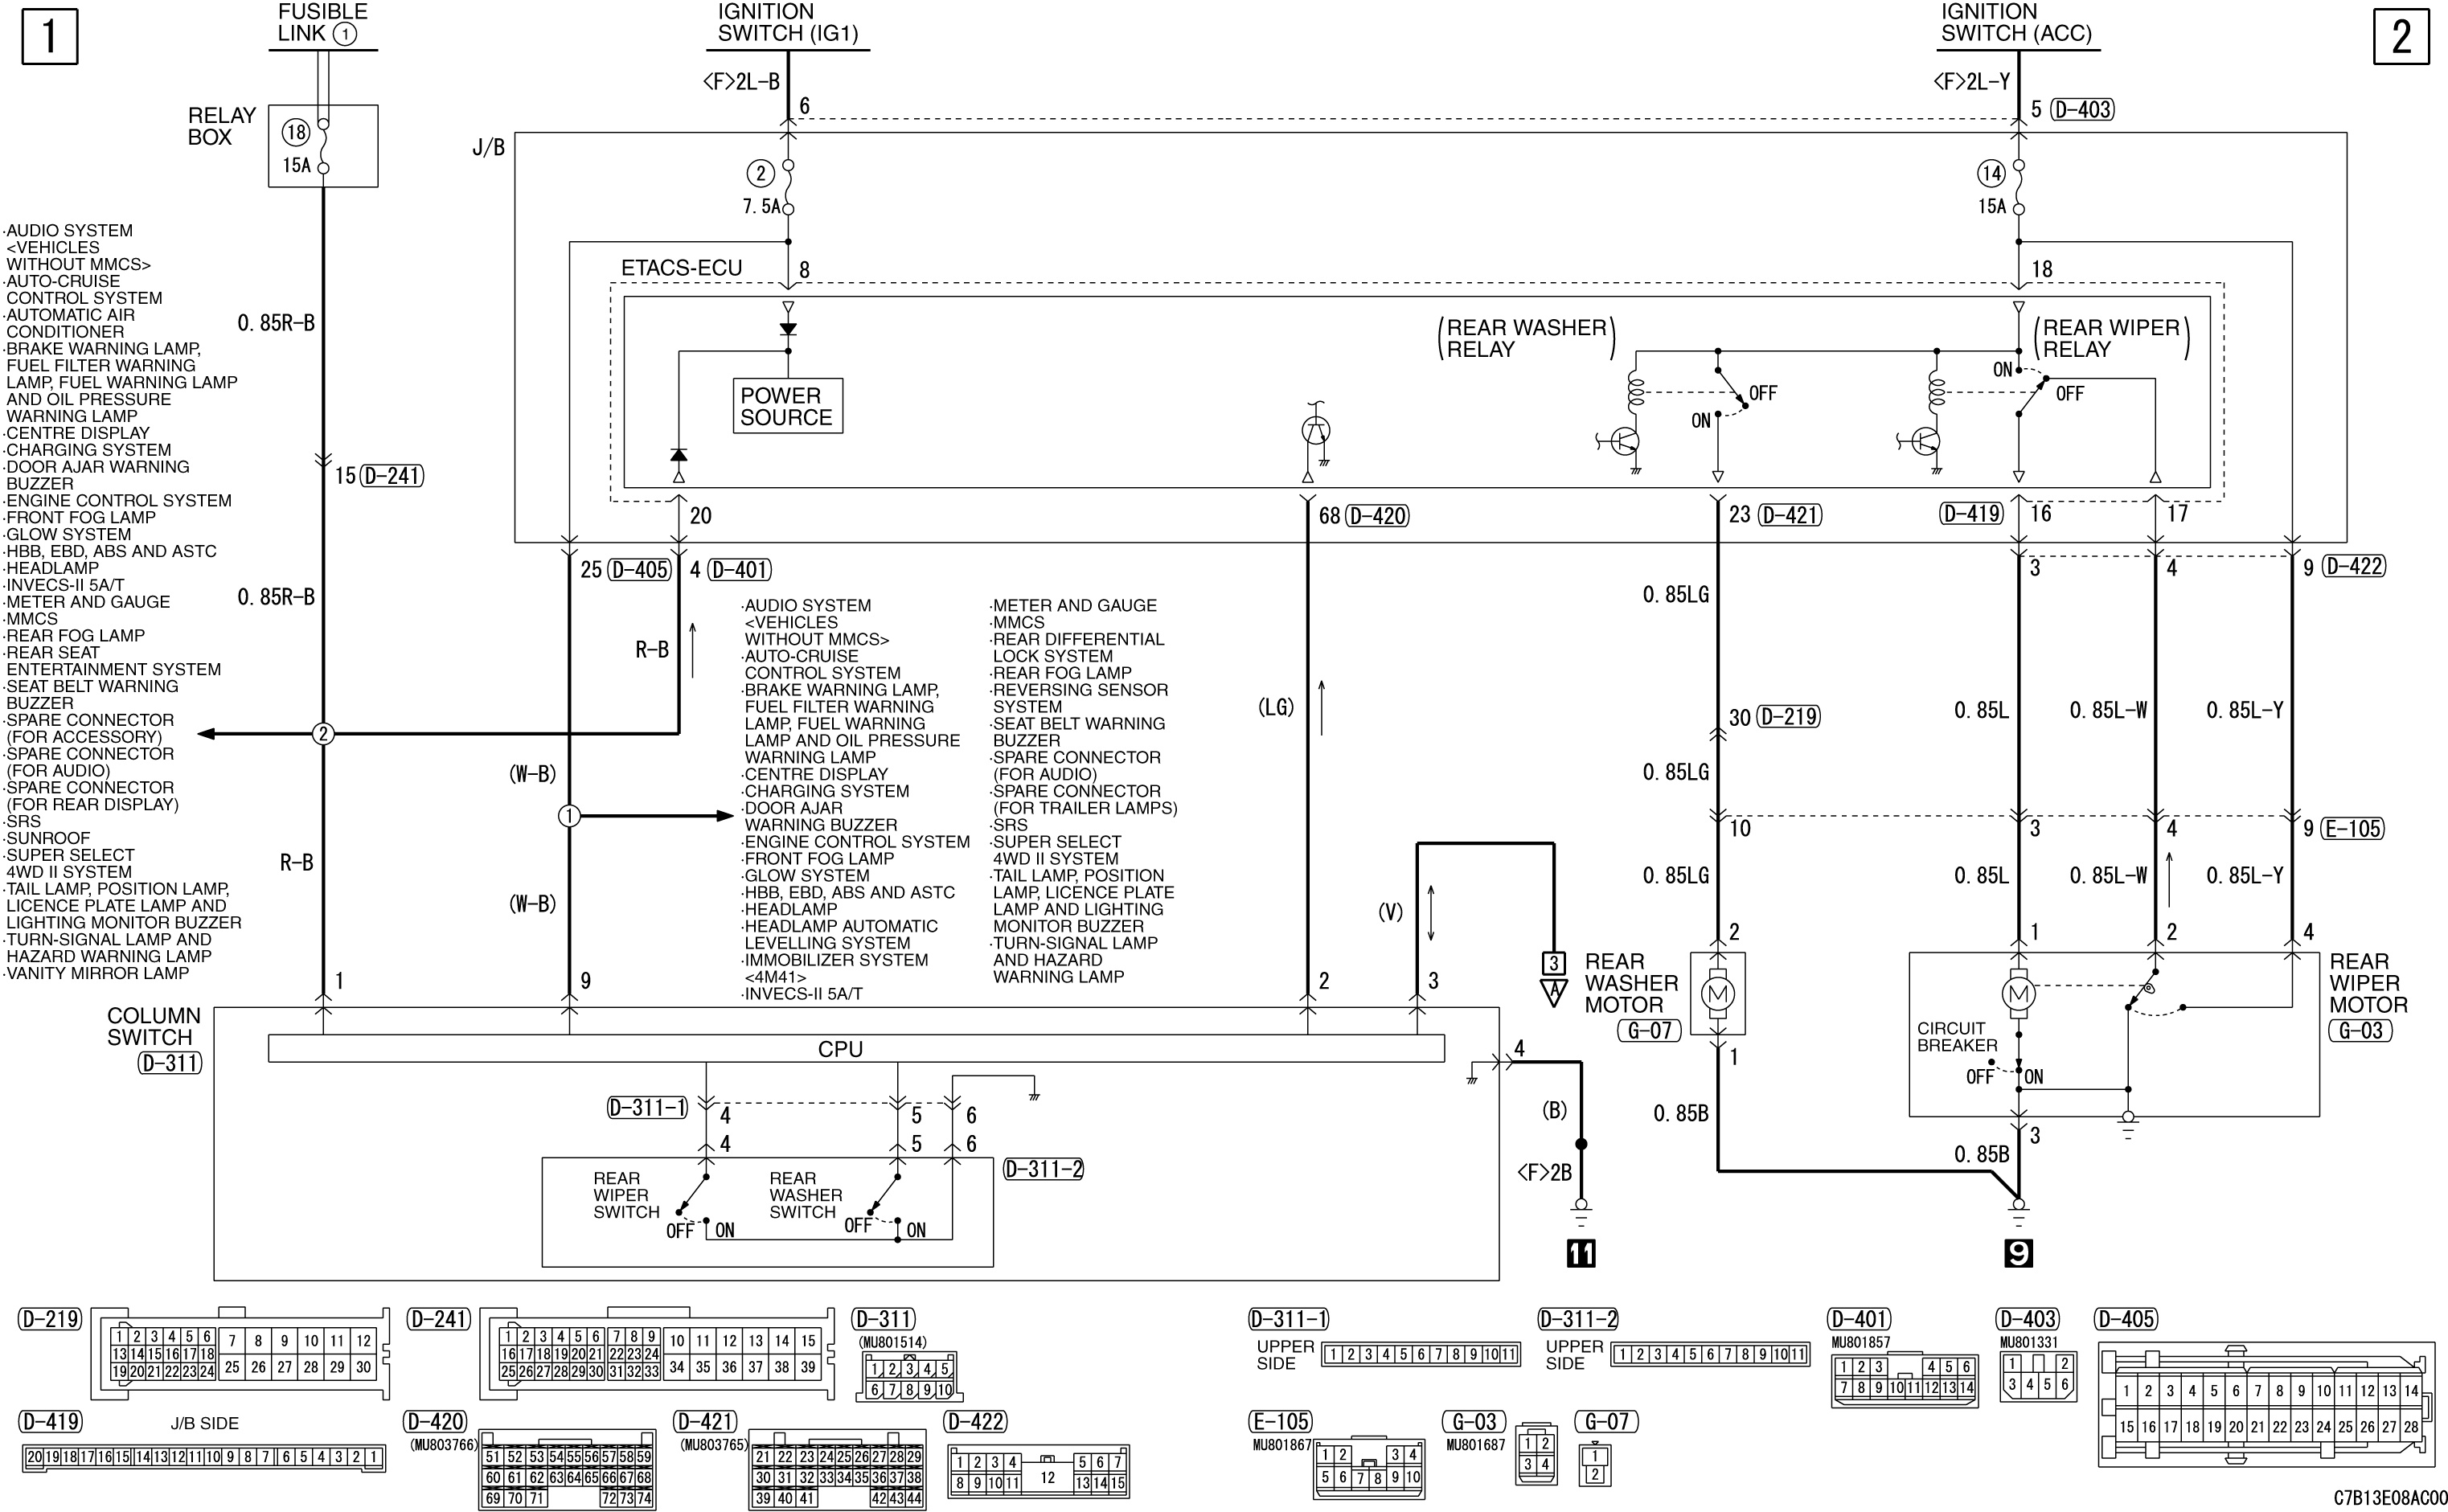 1
FUSIBLE
LINK ①
IGNITION
SWITCH (IG1)
IGNITION
SWITCH (ACC)
2
<F>2L-B
<F>2L-Y
6
5 (D-403)
RELAY
BOX
18
15A
J/B
2
7.5A
14
15A
ETACS-ECU
8
18
·AUDIO SYSTEM
<VEHICLES
WITHOUT MMCS>
·AUTO-CRUISE
CONTROL SYSTEM
·AUTOMATIC AIR
CONDITIONER
·BRAKE WARNING LAMP,
FUEL FILTER WARNING
LAMP, FUEL WARNING LAMP
AND OIL PRESSURE
WARNING LAMP
·CENTRE DISPLAY
·CHARGING SYSTEM
·DOOR AJAR WARNING
BUZZER
·ENGINE CONTROL SYSTEM
·FRONT FOG LAMP
·GLOW SYSTEM
·HBB, EBD, ABS AND ASTC
·HEADLAMP
·INVECS-II 5A/T
·METER AND GAUGE
·MMCS
·REAR FOG LAMP
·REAR SEAT
ENTERTAINMENT SYSTEM
·SEAT BELT WARNING
BUZZER
·SPARE CONNECTOR
(FOR ACCESSORY)
·SPARE CONNECTOR
(FOR AUDIO)
·SPARE CONNECTOR
(FOR REAR DISPLAY)
·SRS
·SUNROOF
·SUPER SELECT
4WD II SYSTEM
·TAIL LAMP, POSITION LAMP,
LICENCE PLATE LAMP AND
LIGHTING MONITOR BUZZER
·TURN-SIGNAL LAMP AND
HAZARD WARNING LAMP
·VANITY MIRROR LAMP
0.85R-B
15 (D-241)
0.85R-B
2
R-B
1
POWER
SOURCE
(REAR WASHER)
RELAY
(REAR WIPER)
RELAY
OFF
ON
ON
OFF
20
68 (D-420)
23 (D-421)
(D-419) 16
17
25 (D-405)
4 (D-401)
3
4
9 (D-422)
R-B
(W-B)
1
(W-B)
9
·AUDIO SYSTEM
<VEHICLES
WITHOUT MMCS>
·AUTO-CRUISE
CONTROL SYSTEM
·BRAKE WARNING LAMP,
FUEL FILTER WARNING
LAMP, FUEL WARNING
LAMP AND OIL PRESSURE
WARNING LAMP
·CENTRE DISPLAY
·CHARGING SYSTEM
·DOOR AJAR
WARNING BUZZER
·ENGINE CONTROL SYSTEM
·FRONT FOG LAMP
·GLOW SYSTEM
·HBB, EBD, ABS AND ASTC
·HEADLAMP
·HEADLAMP AUTOMATIC
LEVELLING SYSTEM
·IMMOBILIZER SYSTEM
<4M41>
·INVECS-II 5A/T
·METER AND GAUGE
·MMCS
·REAR DIFFERENTIAL
LOCK SYSTEM
·REAR FOG LAMP
·REVERSING SENSOR
SYSTEM
·SEAT BELT WARNING
BUZZER
·SPARE CONNECTOR
(FOR AUDIO)
·SPARE CONNECTOR
(FOR TRAILER LAMPS)
·SRS
·SUPER SELECT
4WD II SYSTEM
·TAIL LAMP, POSITION
LAMP, LICENCE PLATE
LAMP AND LIGHTING
MONITOR BUZZER
·TURN-SIGNAL LAMP
AND HAZARD
WARNING LAMP
(LG)
2
(V)
3
3
A
0.85LG
30 (D-219)
0.85LG
10
0.85LG
2
0.85L
0.85L-W
0.85L-Y
3
4
9 (E-105)
0.85L
0.85L-W
0.85L-Y
1
2
4
REAR
WASHER
MOTOR
(G-07)
M
1
0.85B
M
CIRCUIT
BREAKER
OFF
ON
REAR
WIPER
MOTOR
(G-03)
3
0.85B
9
COLUMN
SWITCH
(D-311)
CPU
4
(B)
<F>2B
11
(D-311-1)
4
5
6
4
5
6
(D-311-2)
REAR
WIPER
SWITCH
OFF
ON
REAR
WASHER
SWITCH
OFF
ON
D-219
1 2 3 4 5 6 7 8 9 10 11 12
13 14 15 16 17 18
19 20 21 22 23 24 25 26 27 28 29 30
D-241
1 2 3 4 5 6 7 8 9 10 11 12 13 14 15
16 17 18 19 20 21 22 23 24
25 26 27 28 29 30 31 32 33 34 35 36 37 38 39
D-311
(MU801514)
1 2 3 4 5
6 7 8 9 10
D-311-1
UPPER
SIDE
1 2 3 4 5 6 7 8 9 10 11
D-311-2
UPPER
SIDE
1 2 3 4 5 6 7 8 9 10 11
D-401
MU801857
1 2 3 4 5 6
7 8 9 10 11 12 13 14
D-403
MU801331
1 2
3 4 5 6
D-405
1 2 3 4 5 6 7 8 9 10 11 12 13 14
15 16 17 18 19 20 21 22 23 24 25 26 27 28
D-419
J/B SIDE
20 19 18 17 16 15 14 13 12 11 10 9 8 7 6 5 4 3 2 1
D-420
(MU803766)
51 52 53 54 55 56 57 58 59
60 61 62 63 64 65 66 67 68
69 70 71 72 73 74
D-421
(MU803765)
21 22 23 24 25 26 27 28 29
30 31 32 33 34 35 36 37 38
39 40 41 42 43 44
D-422
1 2 3 4 5 6 7
8 9 10 11 12 13 14 15
E-105
MU801867
1 2 3 4
5 6 7 8 9 10
G-03
MU801687
1 2
3 4
G-07
1
2
C7B13E08AC00